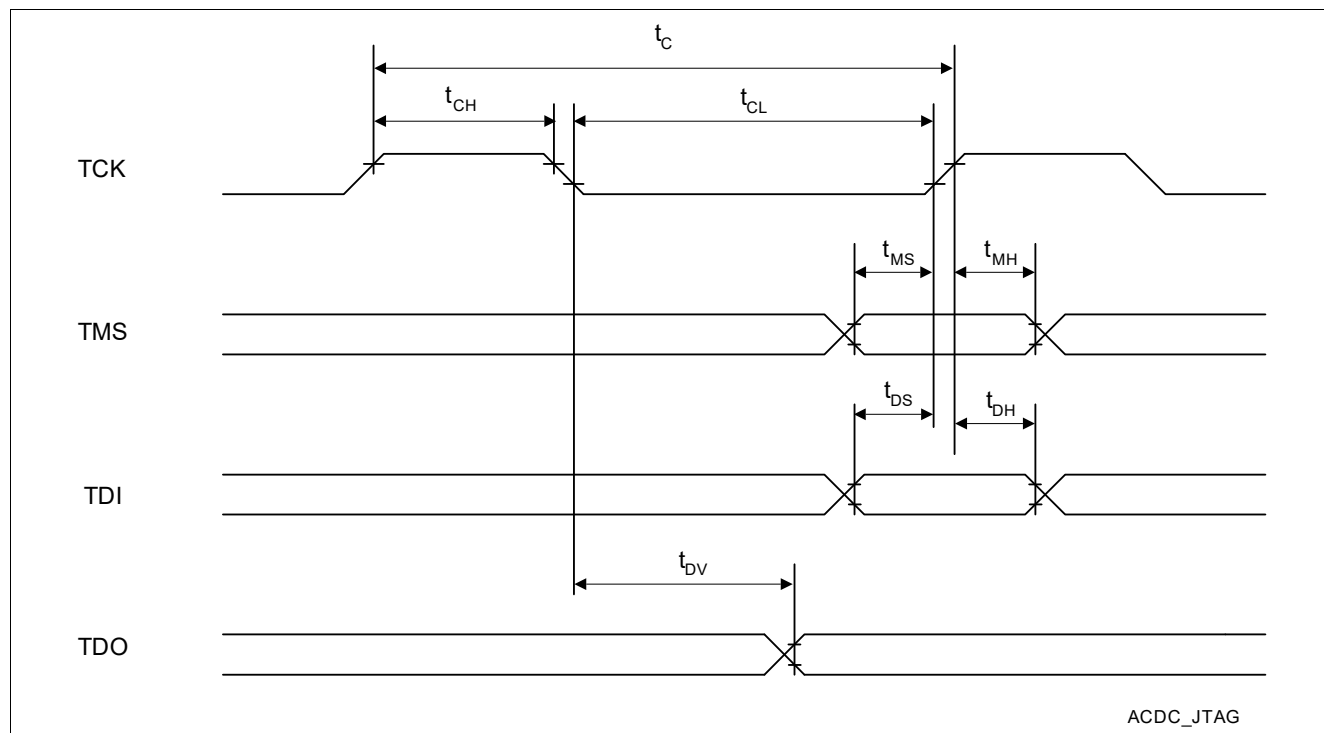 tC
tCH tCL
TCK
tMS tMH
TMS
tDS tDH
TDI
tDV
TDO
ACDC_JTAG